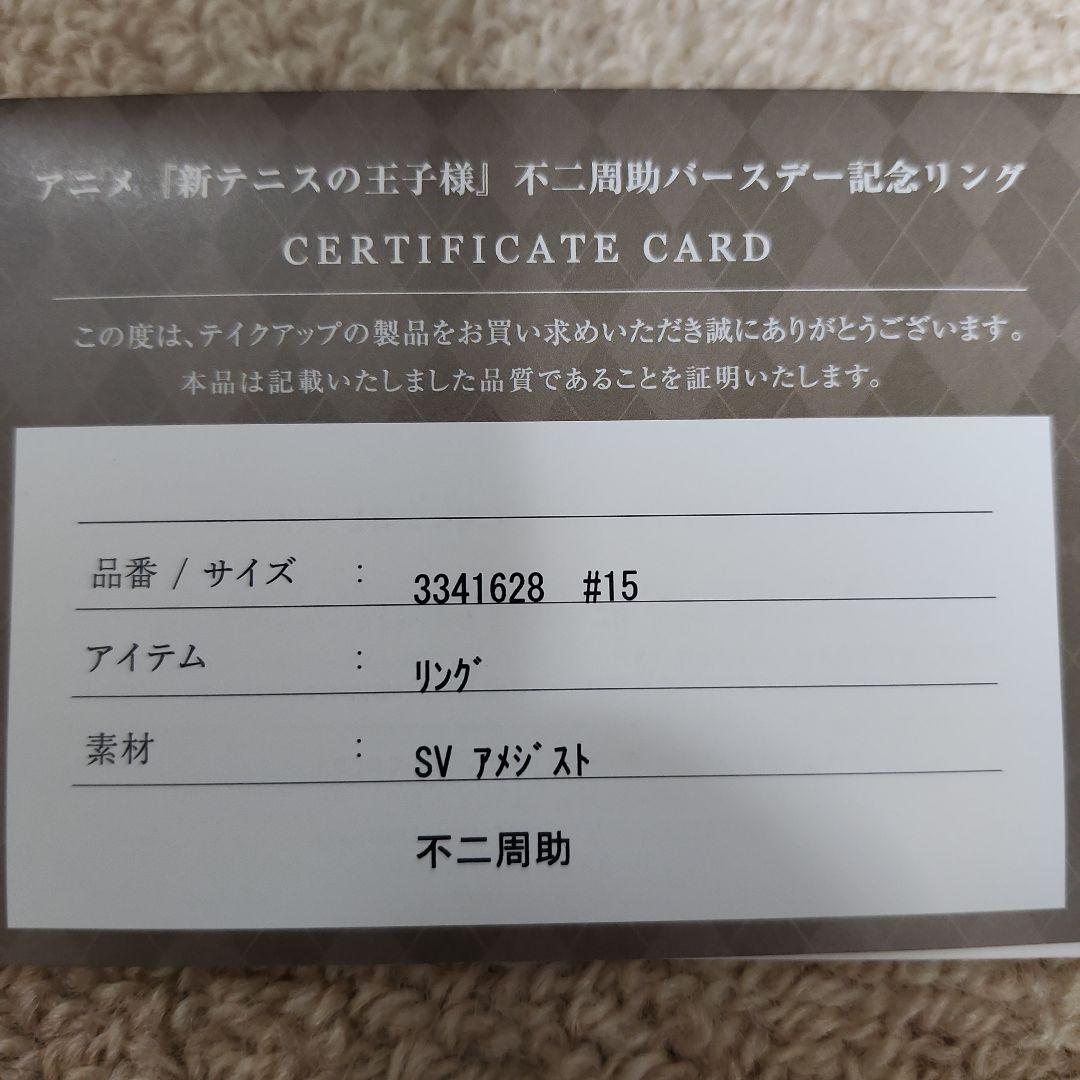 アニメ『新テニスの王子様』不二周助バースデー記念リング
CERTIFICATE CARD
この度は、テイクアップの製品をお買い求めいただき誠にありがとうございます。
本品は記載いたしました品質であることを証明いたします。
品番 / サイズ : 3341628 #15
アイテム : ﾘﾝｸﾞ
素材 : SV ｱﾒｼﾞｽﾄ
不二周助